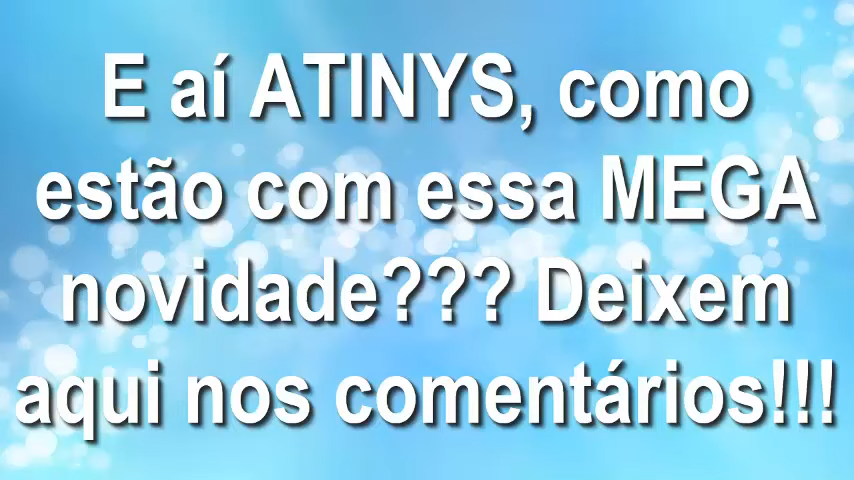 E aí ATINYS, como
estão com essa MEGA
novidade??? Deixem
aqui nos comentários!!!